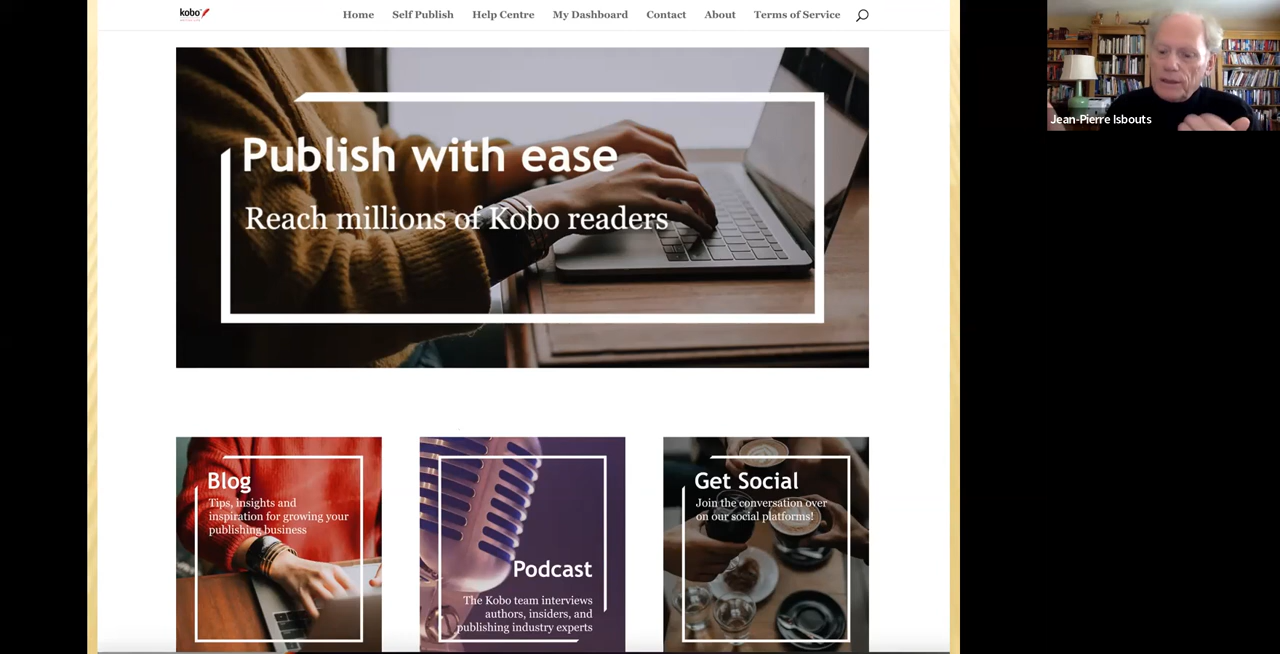 kobo
Home
Self Publish
Help Centre
My Dashboard
Contact
About
Terms of Service
Jean-Pierre Isbouts
Publish with ease
Reach millions of Kobo readers
Blog
Tips, insights and
inspiration for growing your
publishing business
Podcast
The Kobo team interviews
authors, insiders, and
publishing industry experts
Get Social
Join the conversation over
on our social platforms!